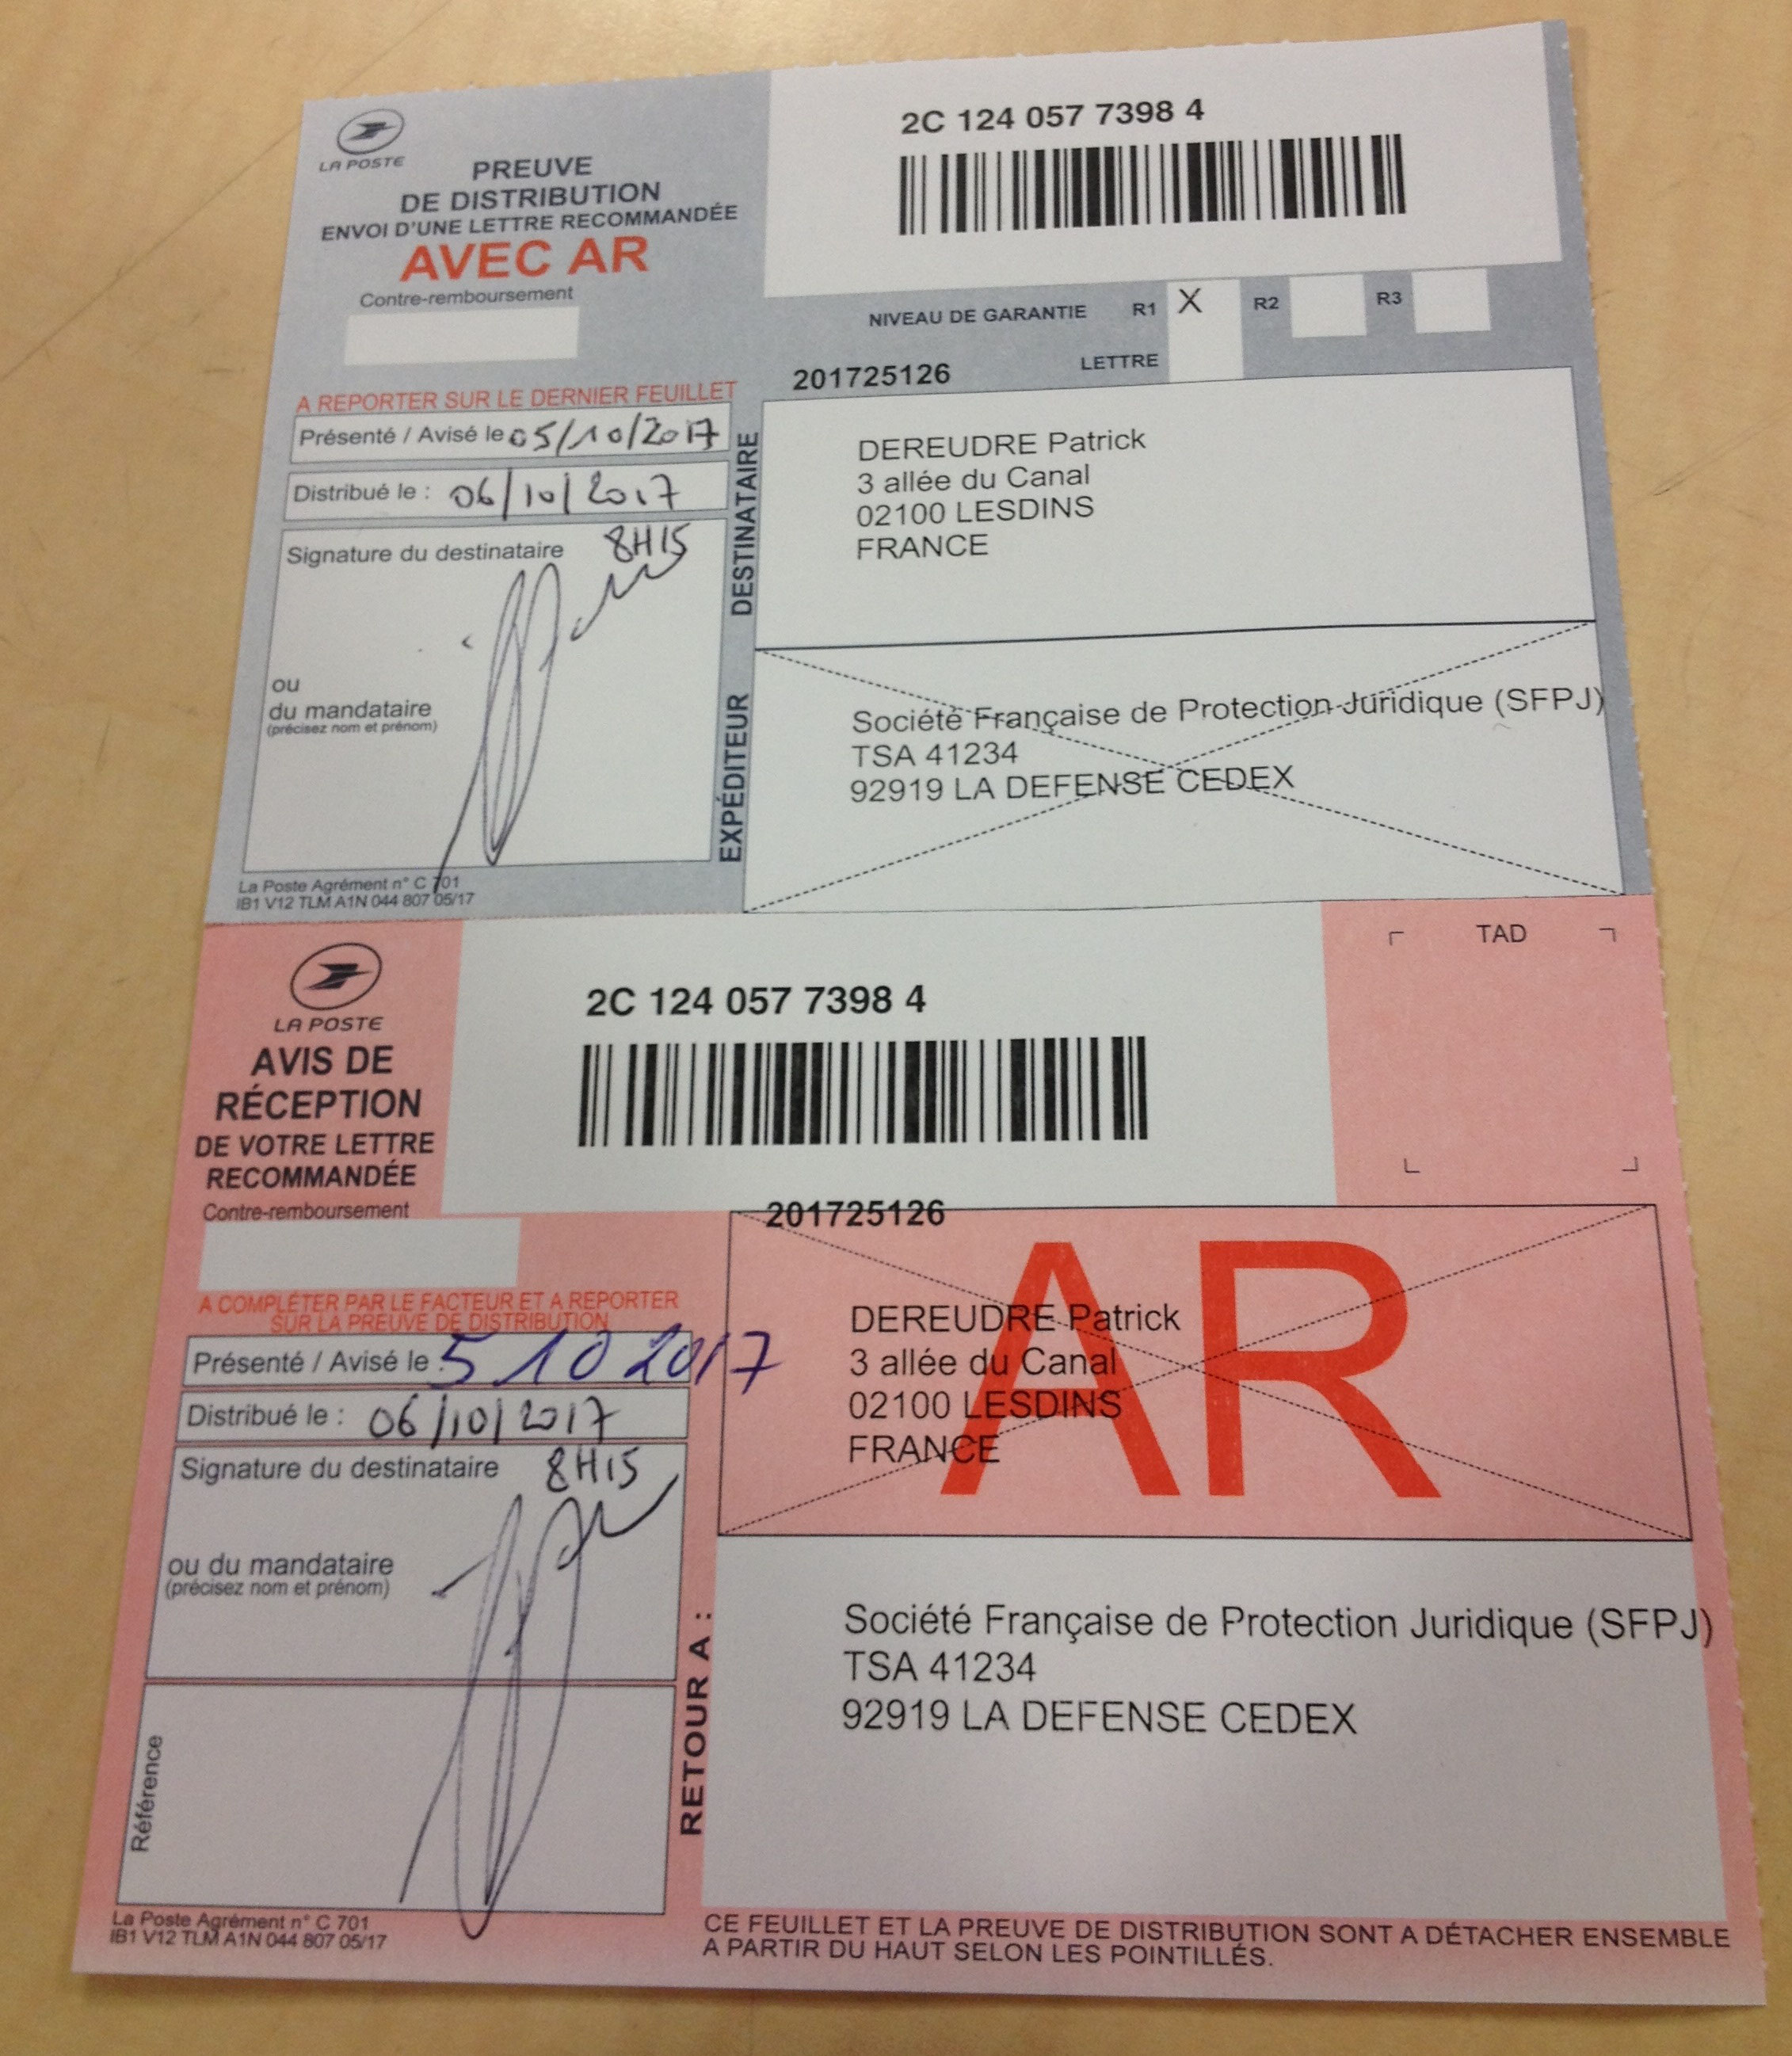 LA POSTE
PREUVE
DE DISTRIBUTION
ENVOI D'UNE LETTRE RECOMMANDÉE
AVEC AR
Contre-remboursement
2C 124 057 7398 4
NIVEAU DE GARANTIE R1 X R2 R3
LETTRE
201725126
A REPORTER SUR LE DERNIER FEUILLET
Présenté / Avisé le 05/10/2017
Distribué le : 06/10/2017
Signature du destinataire 8H15
ou
du mandataire
(précisez nom et prénom)
DESTINATAIRE
DEREUDRE Patrick
3 allée du Canal
02100 LESDINS
FRANCE
EXPÉDITEUR
Société Française de Protection Juridique (SFPJ)
TSA 41234
92919 LA DEFENSE CEDEX
La Poste Agrément n° C 701
IB1 V12 TLM A1N 044 807 05/17
LA POSTE
AVIS DE
RÉCEPTION
DE VOTRE LETTRE
RECOMMANDÉE
Contre-remboursement
2C 124 057 7398 4
TAD
201725126
A COMPLÉTER PAR LE FACTEUR ET A REPORTER
SUR LA PREUVE DE DISTRIBUTION
Présenté / Avisé le : 5 10 2017
Distribué le : 06/10/2017
Signature du destinataire 8H15
ou du mandataire
(précisez nom et prénom)
Référence
AR
DEREUDRE Patrick
3 allée du Canal
02100 LESDINS
FRANCE
RETOUR A :
Société Française de Protection Juridique (SFPJ)
TSA 41234
92919 LA DEFENSE CEDEX
La Poste Agrément n° C 701
IB1 V12 TLM A1N 044 807 05/17
CE FEUILLET ET LA PREUVE DE DISTRIBUTION SONT A DÉTACHER ENSEMBLE
A PARTIR DU HAUT SELON LES POINTILLÉS.